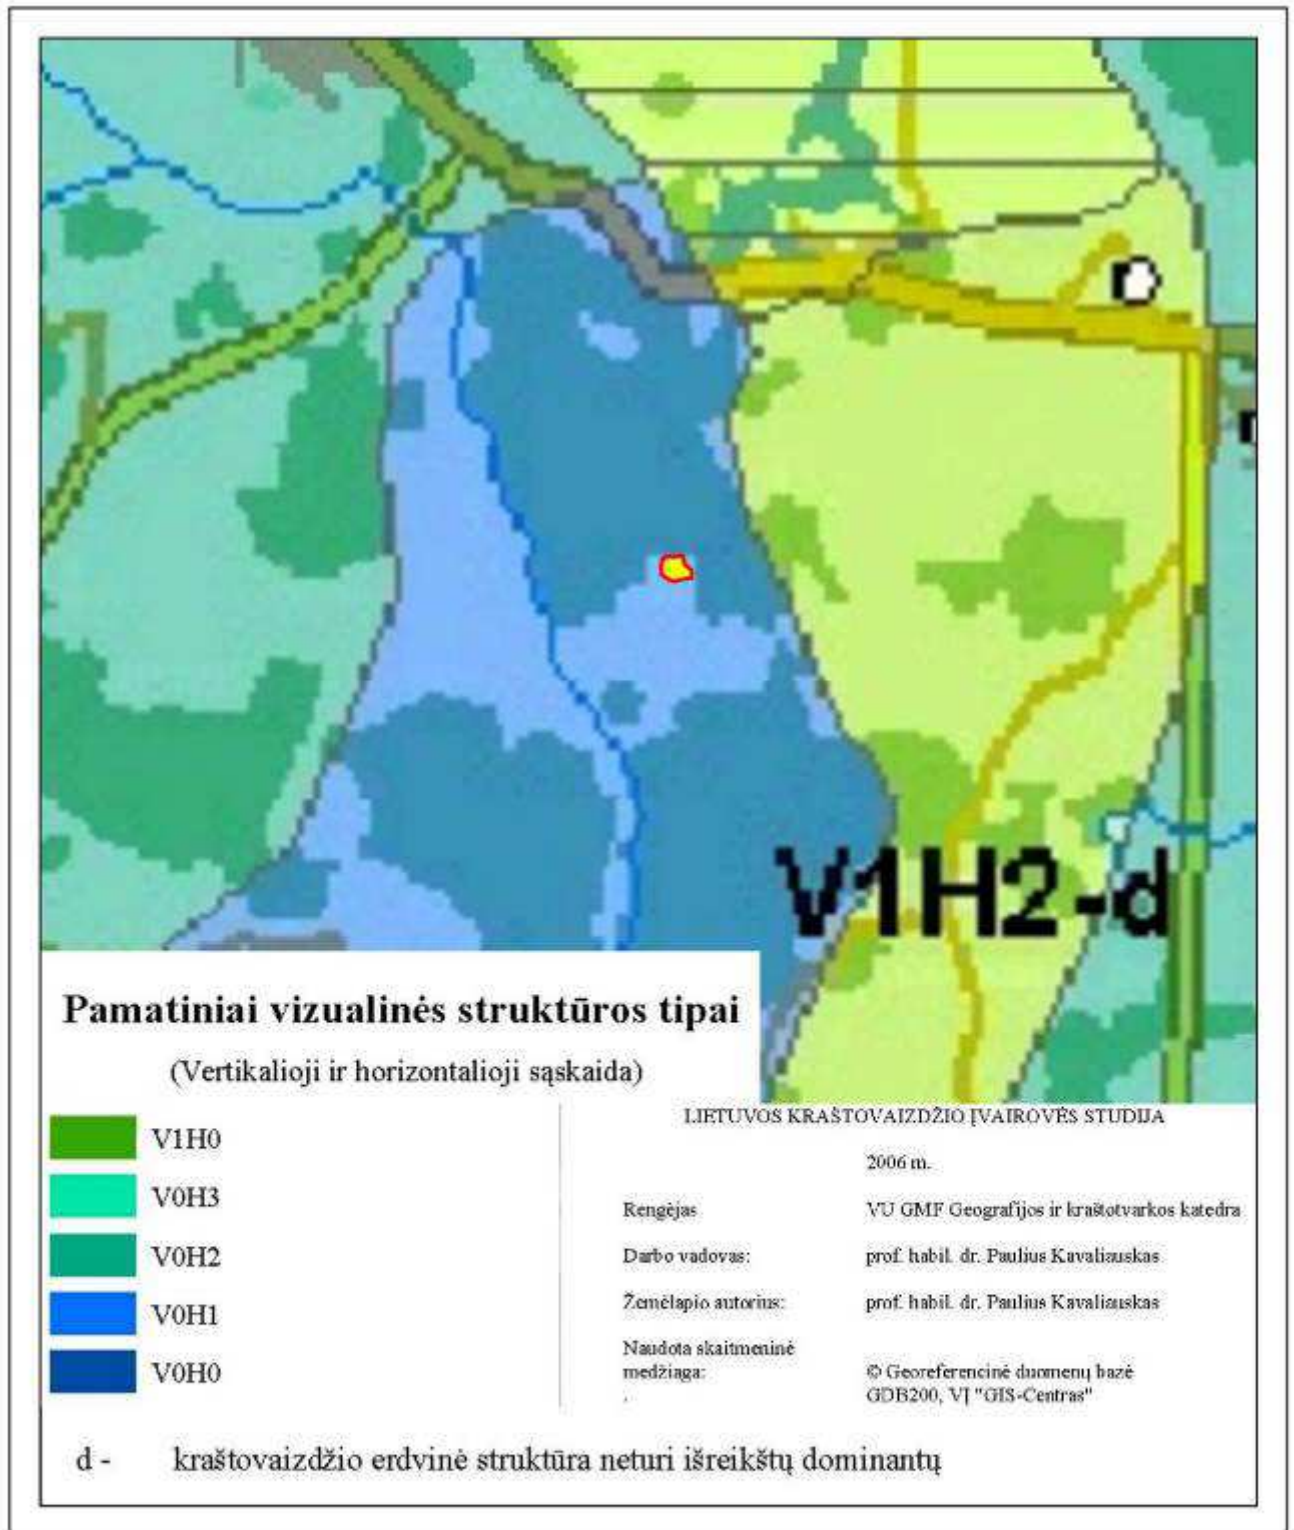 V1H2-d
Pamatiniai vizualinės struktūros tipai
(Vertikalioji ir horizontalioji sąskaida)
V1H0
V0H3
V0H2
V0H1
V0H0
LIETUVOS KRAŠTOVAIZDŽIO ĮVAIROVĖS STUDIJA
2006 m.
Rengėjas VU GMF Geografijos ir kraštotvarkos katedra
Darbo vadovas: prof. habil. dr. Paulius Kavaliauskas
Žemėlapio autorius: prof. habil. dr. Paulius Kavaliauskas
Naudota skaitmeninė
medžiaga: © Georeferencinė duomenų bazė
. GDB200, VĮ "GIS-Centras"
d - kraštovaizdžio erdvinė struktūra neturi išreikštų dominantų